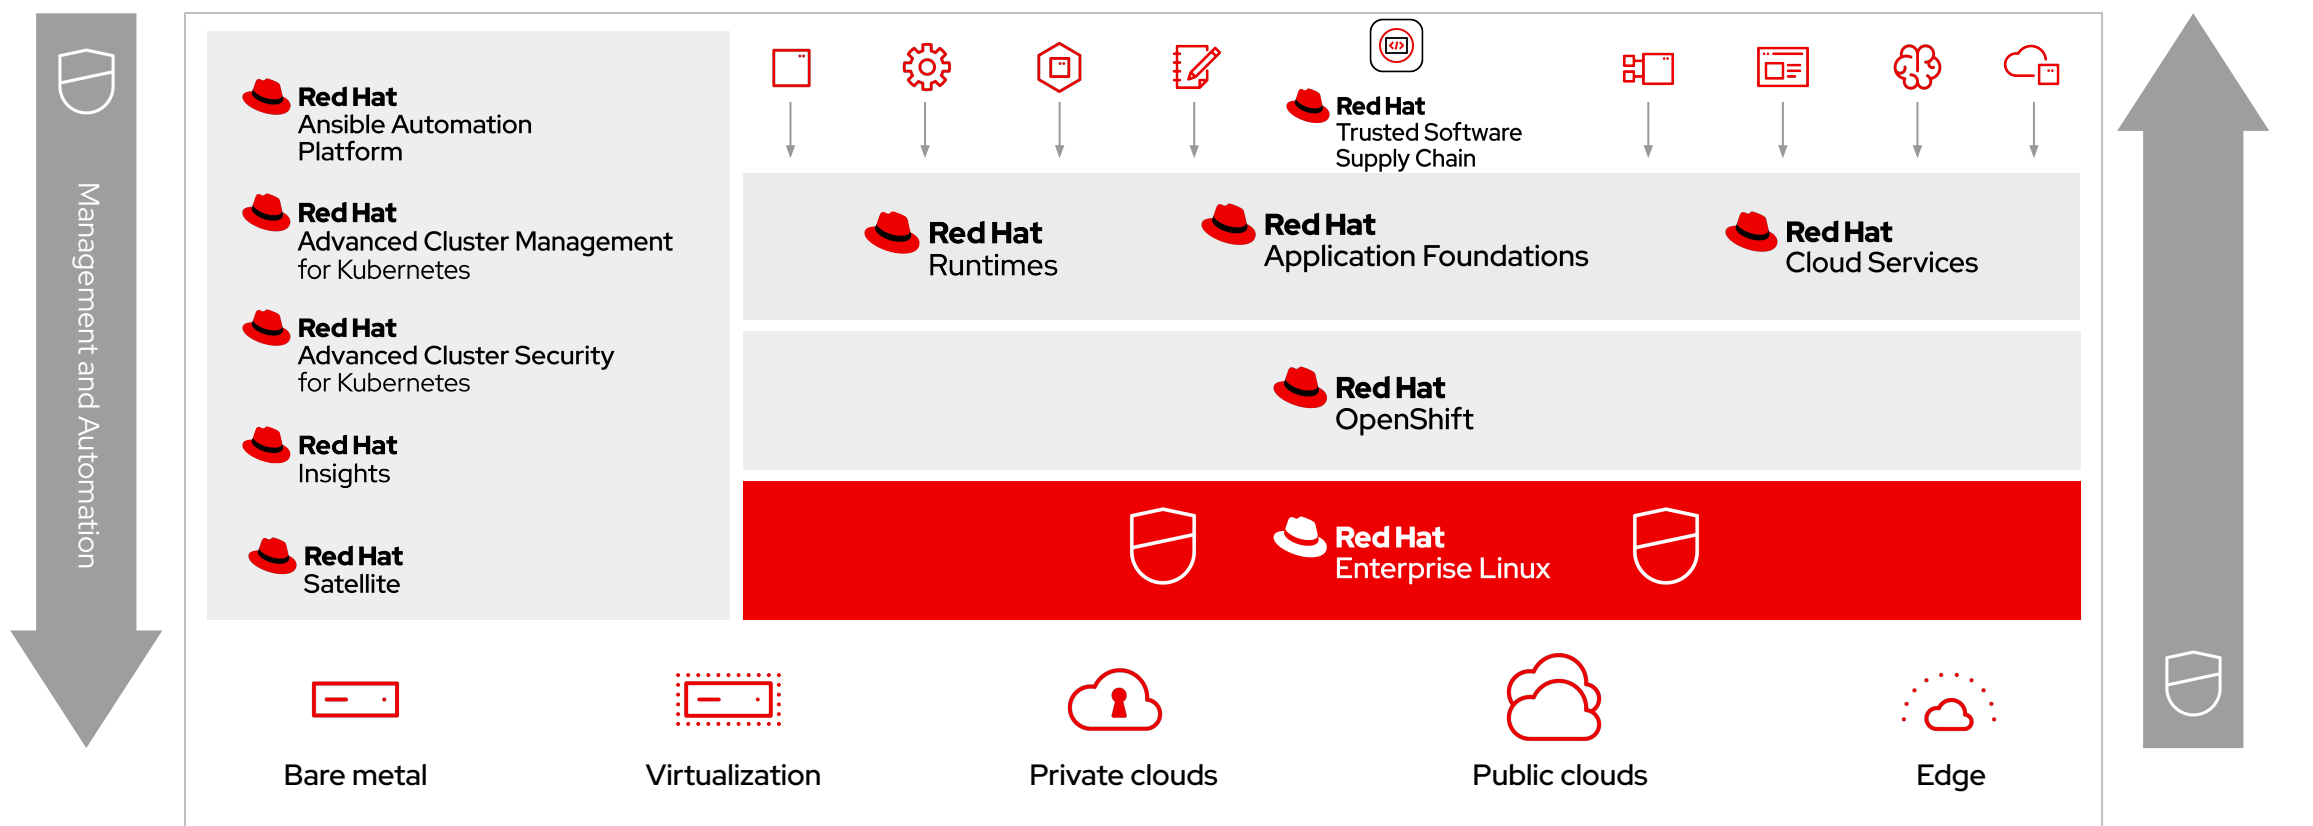 Management and Automation
Red Hat
Ansible Automation
Platform
Red Hat
Advanced Cluster Management
for Kubernetes
Red Hat
Advanced Cluster Security
for Kubernetes
Red Hat
Insights
Red Hat
Satellite
</>
Red Hat
Trusted Software
Supply Chain
Red Hat
Runtimes
Red Hat
Application Foundations
Red Hat
Cloud Services
Red Hat
OpenShift
Red Hat
Enterprise Linux
Bare metal
Virtualization
Private clouds
Public clouds
Edge